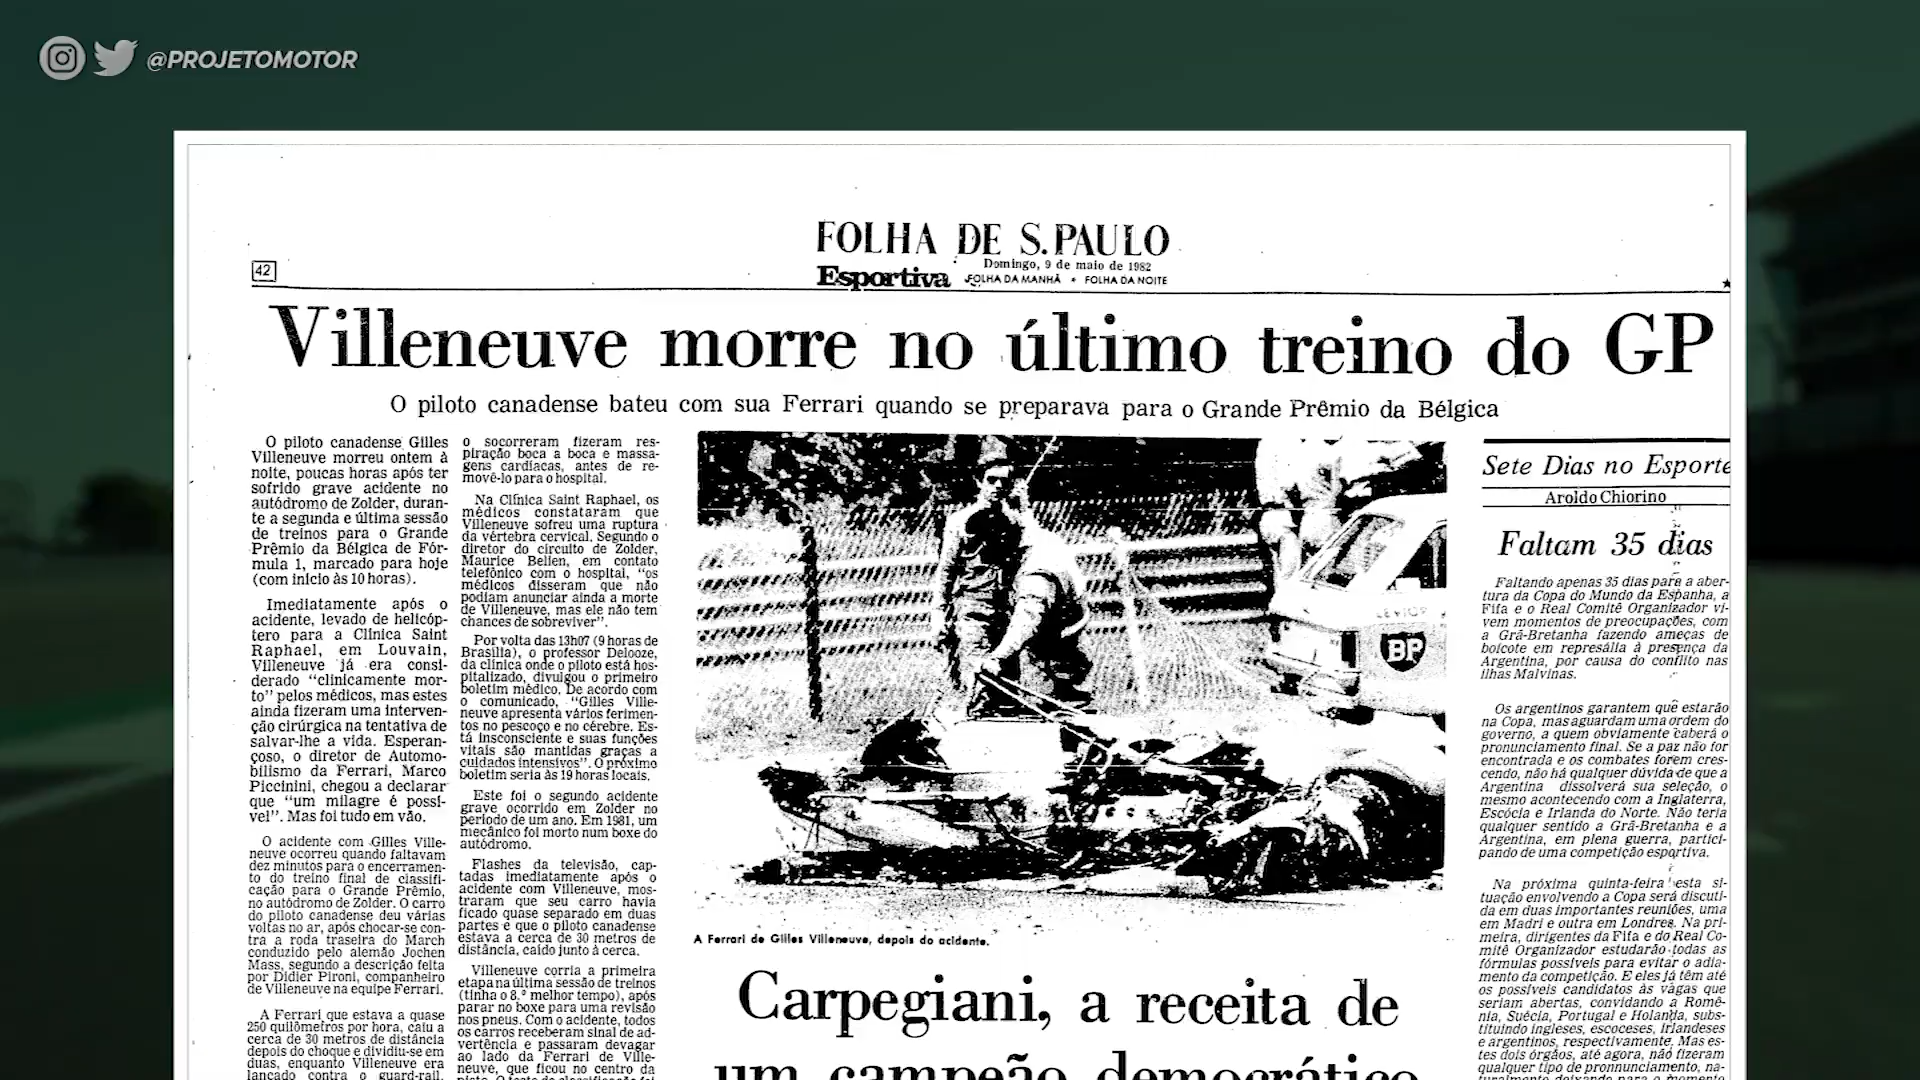 @PROJETOMOTOR
FOLHA DE S.PAULO
Domingo, 9 de maio de 1982
42
Esportiva
FOLHA DA MANHÃ * FOLHA DA NOITE
Villeneuve morre no último treino do GP
O piloto canadense bateu com sua Ferrari quando se preparava para o Grande Prêmio da Bélgica
O piloto canadense Gilles
Villeneuve morreu ontem à
noite, poucas horas após ter
sofrido grave acidente no
autódromo de Zolder, duran-
te a segunda e última sessão
de treinos para o Grande
Prêmio da Bélgica de Fór-
mula 1, marcado para hoje
(com início às 10 horas).
Imediatamente após o
acidente, levado de helicóp-
tero para a Clínica Saint
Raphael, em Louvain,
Villeneuve já era consi-
derado "clinicamente mor-
to" pelos médicos, mas estes
ainda fizeram uma interven-
ção cirúrgica na tentativa de
salvar-lhe a vida. Esperan-
çoso, o diretor de Automo-
bilismo da Ferrari, Marco
Piccinini, chegou a declarar
que "um milagre é possí-
vel". Mas foi tudo em vão.
O acidente com Gilles Ville-
neuve ocorreu quando faltavam
dez minutos para o encerramen-
to do treino final de classifi-
cação para o Grande Prêmio,
no autódromo de Zolder. O carro
do piloto canadense deu várias
voltas no ar, após chocar-se con-
tra a roda traseira do March
conduzido pelo alemão Jochen
Mass, segundo a descrição feita
por Didier Pironi, companheiro
de Villeneuve na equipe Ferrari.
A Ferrari que estava a quase
250 quilômetros por hora, caiu a
cerca de 30 metros de distância
depois do choque e dividiu-se em
duas, enquanto Villeneuve era
lançado contra o guard-rail.
o socorreram fizeram res-
piração boca a boca e massa-
gens cardíacas, antes de re-
movê-lo para o hospital.
Na Clínica Saint Raphael, os
médicos constataram que
Villeneuve sofreu uma ruptura
da vértebra cervical. Segundo o
diretor do circuito de Zolder,
Maurice Bellen, em contato
telefônico com o hospital, "os
médicos disseram que não
podiam anunciar ainda a morte
de Villeneuve, mas ele não tem
chances de sobreviver".
Por volta das 13h07 (9 horas de
Brasília), o professor Delooze,
da clínica onde o piloto está hos-
pitalizado, divulgou o primeiro
boletim médico. De acordo com
o comunicado, "Gilles Ville-
neuve apresenta vários ferimen-
tos no pescoço e no cérebro. Es-
tá insconsciente e suas funções
vitais são mantidas graças a
cuidados intensivos". O próximo
boletim seria às 19 horas locais.
Este foi o segundo acidente
grave ocorrido em Zolder no
período de um ano. Em 1981, um
mecânico foi morto num boxe do
autódromo.
Flashes da televisão, cap-
tadas imediatamente após o
acidente com Villeneuve, mos-
traram que seu carro havia
ficado quase separado em duas
partes e que o piloto canadense
estava a cerca de 30 metros de
distância, caído junto à cerca.
Villeneuve corria a primeira
etapa na última sessão de treinos
(tinha o 8.º melhor tempo), após
parar no boxe para uma revisão
nos pneus. Com o acidente, todos
os carros receberam sinal de ad-
vertência e passaram devagar
ao lado da Ferrari de Ville-
neuve, que ficou no centro da
BP
A Ferrari de Gilles Villeneuve, depois do acidente.
Carpegiani, a receita de
um campeão democrático
Sete Dias no Esporte
Aroldo Chiorino
Faltam 35 dias
Faltando apenas 35 dias para a aber-
tura da Copa do Mundo da Espanha, a
Fifa e o Real Comitê Organizador vi-
vem momentos de preocupações, com
a Grã-Bretanha fazendo ameças de
boicote em represália à presença da
Argentina, por causa do conflito nas
ilhas Malvinas.
Os argentinos garantem que estarão
na Copa, mas aguardam uma ordem do
governo, a quem obviamente caberá o
pronunciamento final. Se a paz não for
encontrada e os combates forem cres-
cendo, não há qualquer dúvida de que a
Argentina dissolverá sua seleção, o
mesmo acontecendo com a Inglaterra,
Escócia e Irlanda do Norte. Não teria
qualquer sentido a Grã-Bretanha e a
Argentina, em plena guerra, partici-
pando de uma competição esportiva.
Na próxima quinta-feira esta si-
tuação envolvendo a Copa será discuti-
da em duas importantes reuniões, uma
em Madri e outra em Londres. Na pri-
meira, dirigentes da Fifa e do Real Co-
mitê Organizador estudarão todas as
fórmulas possíveis para evitar o adia-
mento da competição. E eles já têm até
os possíveis candidatos às vagas que
seriam abertas, convidando a Romê-
nia, Suécia, Portugal e Holanda, subs-
tituindo ingleses, escoceses, irlandeses
e argentinos, respectivamente. Mas es-
tes dois órgãos, até agora, não fizeram
qualquer tipo de pronunciamento, na-